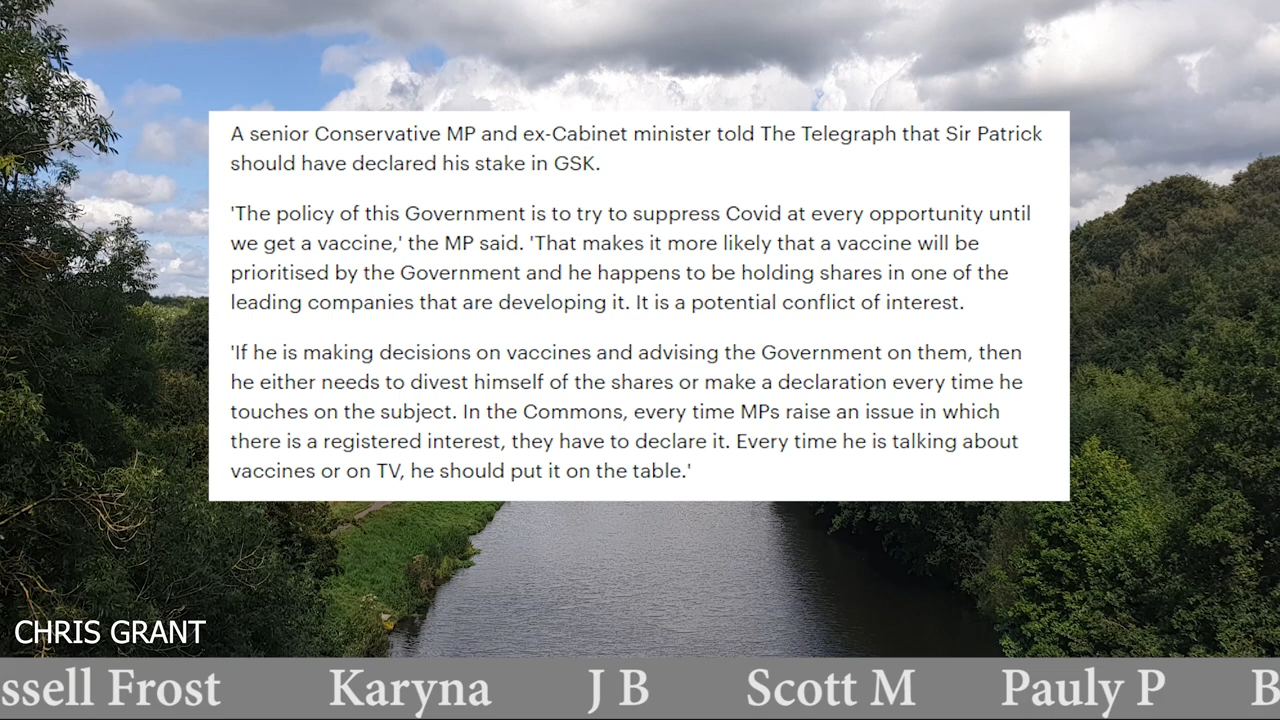 A senior Conservative MP and ex-Cabinet minister told The Telegraph that Sir Patrick
should have declared his stake in GSK.
'The policy of this Government is to try to suppress Covid at every opportunity until
we get a vaccine,' the MP said. 'That makes it more likely that a vaccine will be
prioritised by the Government and he happens to be holding shares in one of the
leading companies that are developing it. It is a potential conflict of interest.
'If he is making decisions on vaccines and advising the Government on them, then
he either needs to divest himself of the shares or make a declaration every time he
touches on the subject. In the Commons, every time MPs raise an issue in which
there is a registered interest, they have to declare it. Every time he is talking about
vaccines or on TV, he should put it on the table.'
CHRIS GRANT
ssell Frost Karyna J B Scott M Pauly P B